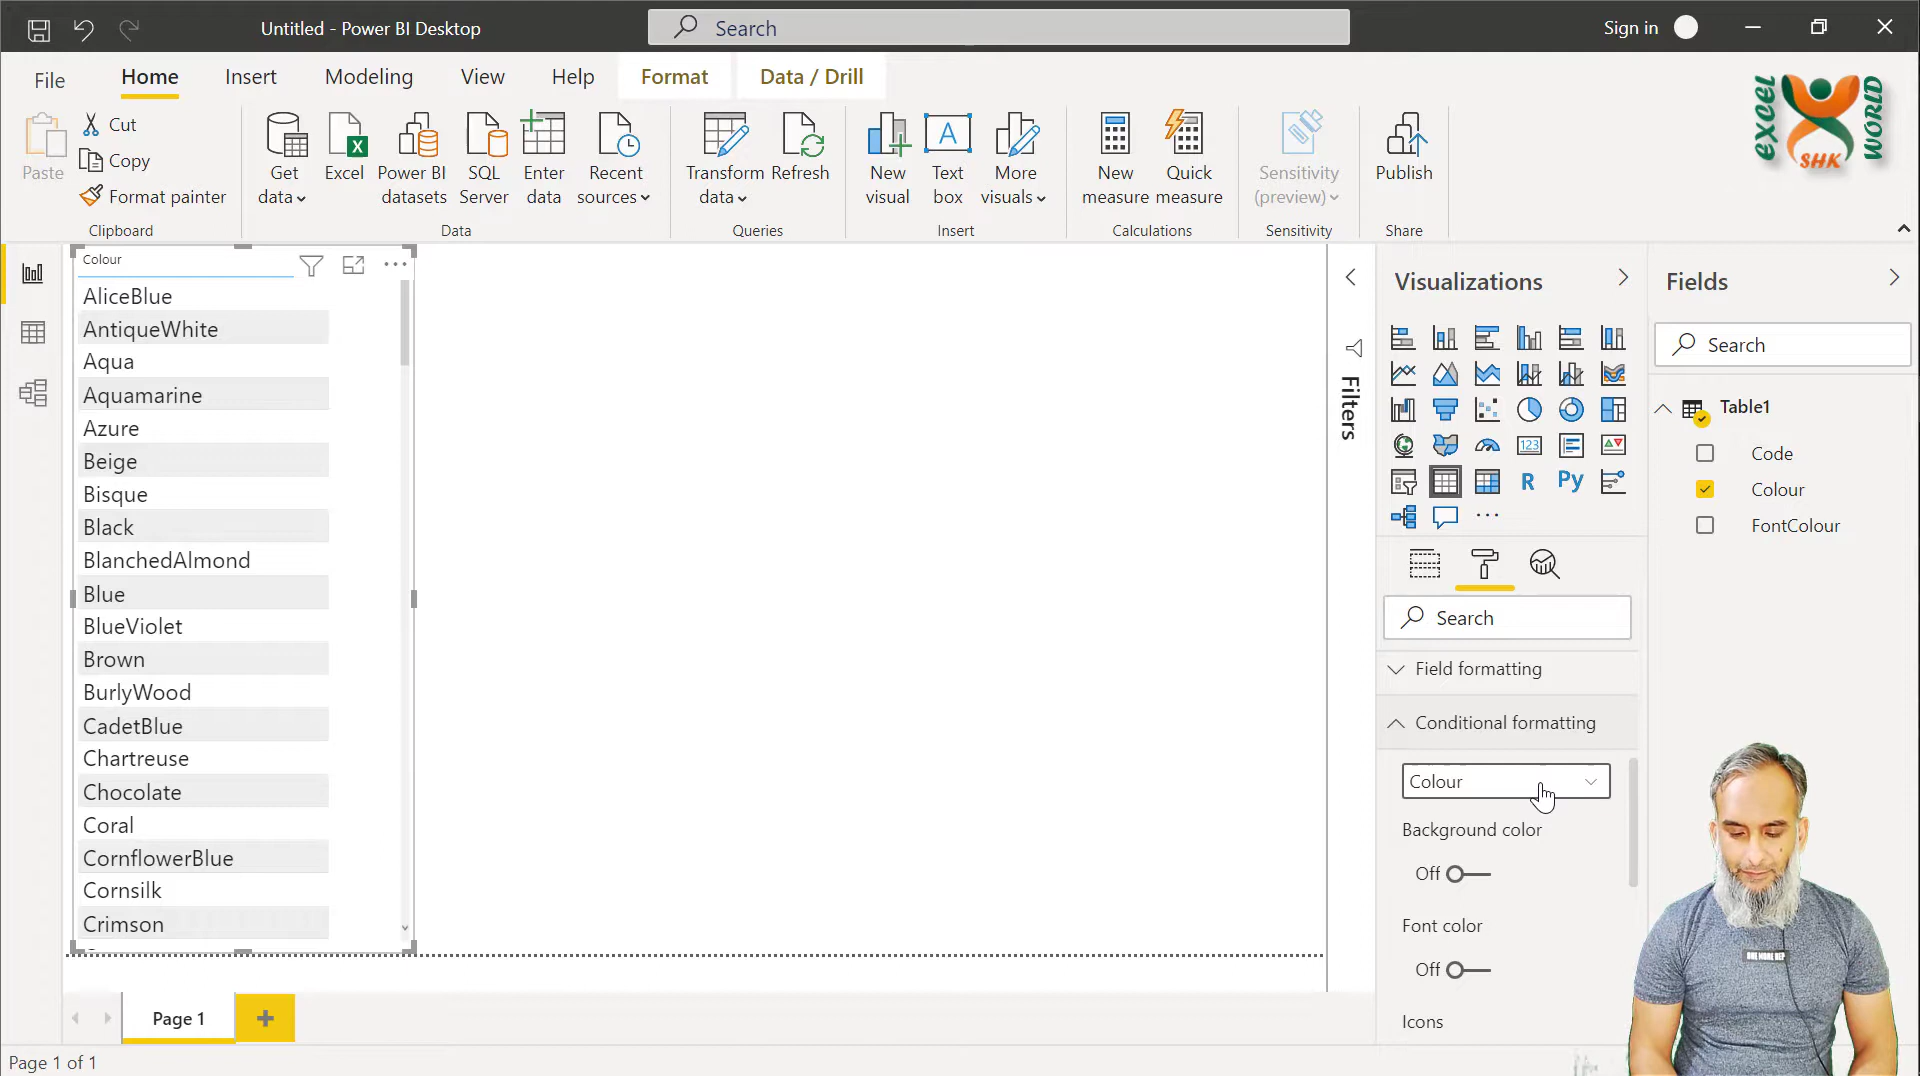 Untitled - Power BI Desktop
Search
Sign in
File
Home
Insert
Modeling
View
Help
Format
Data / Drill
EXCEL
SHK
WORLD
Paste
Cut
Copy
Format painter
Clipboard
Get data
Excel
Power BI datasets
SQL Server
Enter data
Recent sources
Data
Transform data
Refresh
Queries
New visual
Text box
More visuals
Insert
New measure
Quick measure
Calculations
Sensitivity (preview)
Sensitivity
Publish
Share
Colour
AliceBlue
AntiqueWhite
Aqua
Aquamarine
Azure
Beige
Bisque
Black
BlanchedAlmond
Blue
BlueViolet
Brown
BurlyWood
CadetBlue
Chartreuse
Chocolate
Coral
CornflowerBlue
Cornsilk
Crimson
Filters
Visualizations
123
R
Py
Search
Field formatting
Conditional formatting
Colour
Background color
Off
Font color
Off
Icons
Fields
Search
Table1
Code
Colour
FontColour
ONE MORE REP
Page 1
Page 1 of 1